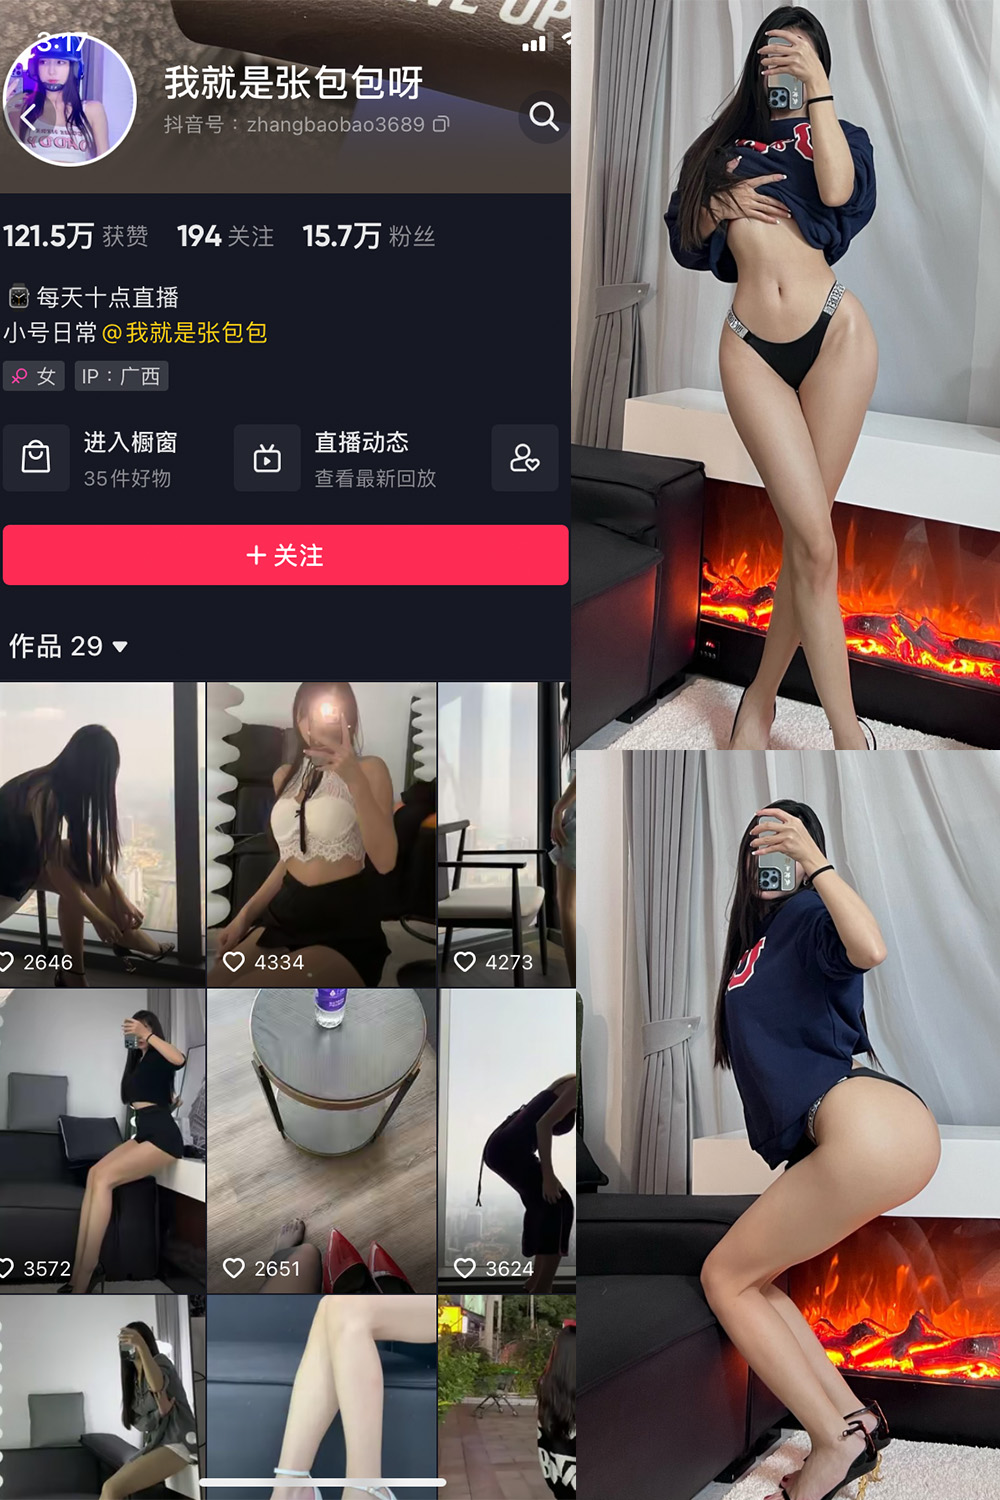 VE UP
3:17
我就是张包包呀
抖音号：zhangbaobao3689
121.5万 获赞 194 关注 15.7万 粉丝
每天十点直播
小号日常@我就是张包包
女 IP：广西
进入橱窗 直播动态
35件好物 查看最新回放
+ 关注
作品 29
2646 4334 4273
3572 2651 3624